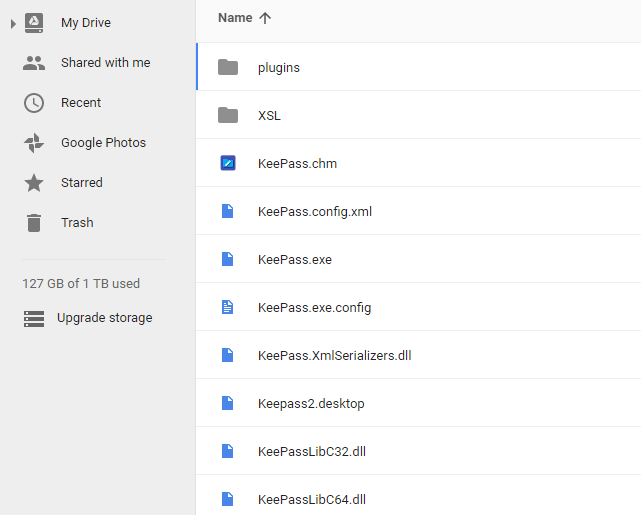 My Drive
Shared with me
Recent
Google Photos
Starred
Trash
127 GB of 1 TB used
Upgrade storage
Name
plugins
XSL
KeePass.chm
KeePass.config.xml
KeePass.exe
KeePass.exe.config
KeePass.XmlSerializers.dll
Keepass2.desktop
KeePassLibC32.dll
KeePassLibC64.dll